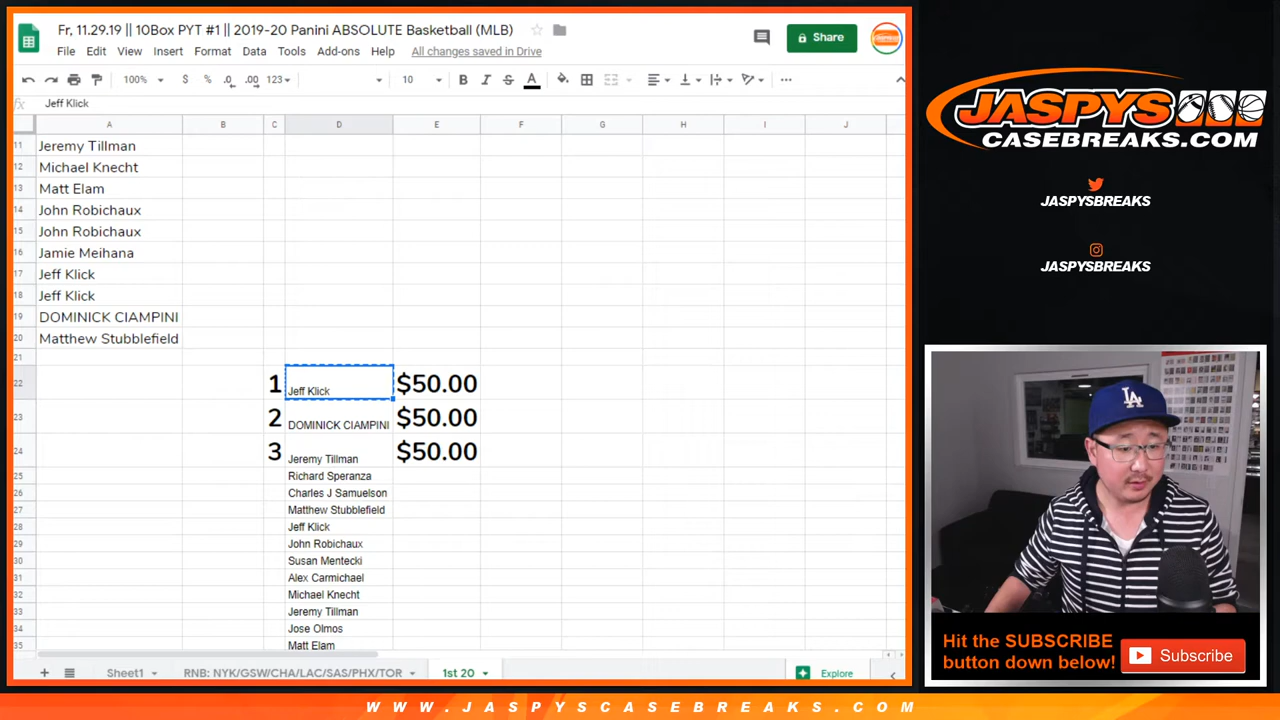 Fr, 11.29.19 || 10Box PYT #1 || 2019-20 Panini ABSOLUTE Basketball (MLB)
File Edit View Insert Format Data Tools Add-ons Help All changes saved in Drive
Share
100% $ % .0 .00 123 10 B I S A
fx Jeff Klick
A B C D E F G H I J
11 Jeremy Tillman
12 Michael Knecht
13 Matt Elam
14 John Robichaux
15 John Robichaux
16 Jamie Meihana
17 Jeff Klick
18 Jeff Klick
19 DOMINICK CIAMPINI
20 Matthew Stubblefield
21
22 1 Jeff Klick $50.00
23 2 DOMINICK CIAMPINI $50.00
24 3 Jeremy Tillman $50.00
25 Richard Speranza
26 Charles J Samuelson
27 Matthew Stubblefield
28 Jeff Klick
29 John Robichaux
30 Susan Mentecki
31 Alex Carmichael
32 Michael Knecht
33 Jeremy Tillman
34 Jose Olmos
35 Matt Elam
Sheet1 RNB: NYK/GSW/CHA/LAC/SAS/PHX/TOR 1st 20 Explore
JASPYS
CASEBREAKS.COM
JASPYSBREAKS
JASPYSBREAKS
LA
Hit the SUBSCRIBE
button down below!
Subscribe
WWW.JASPYSCASEBREAKS.COM